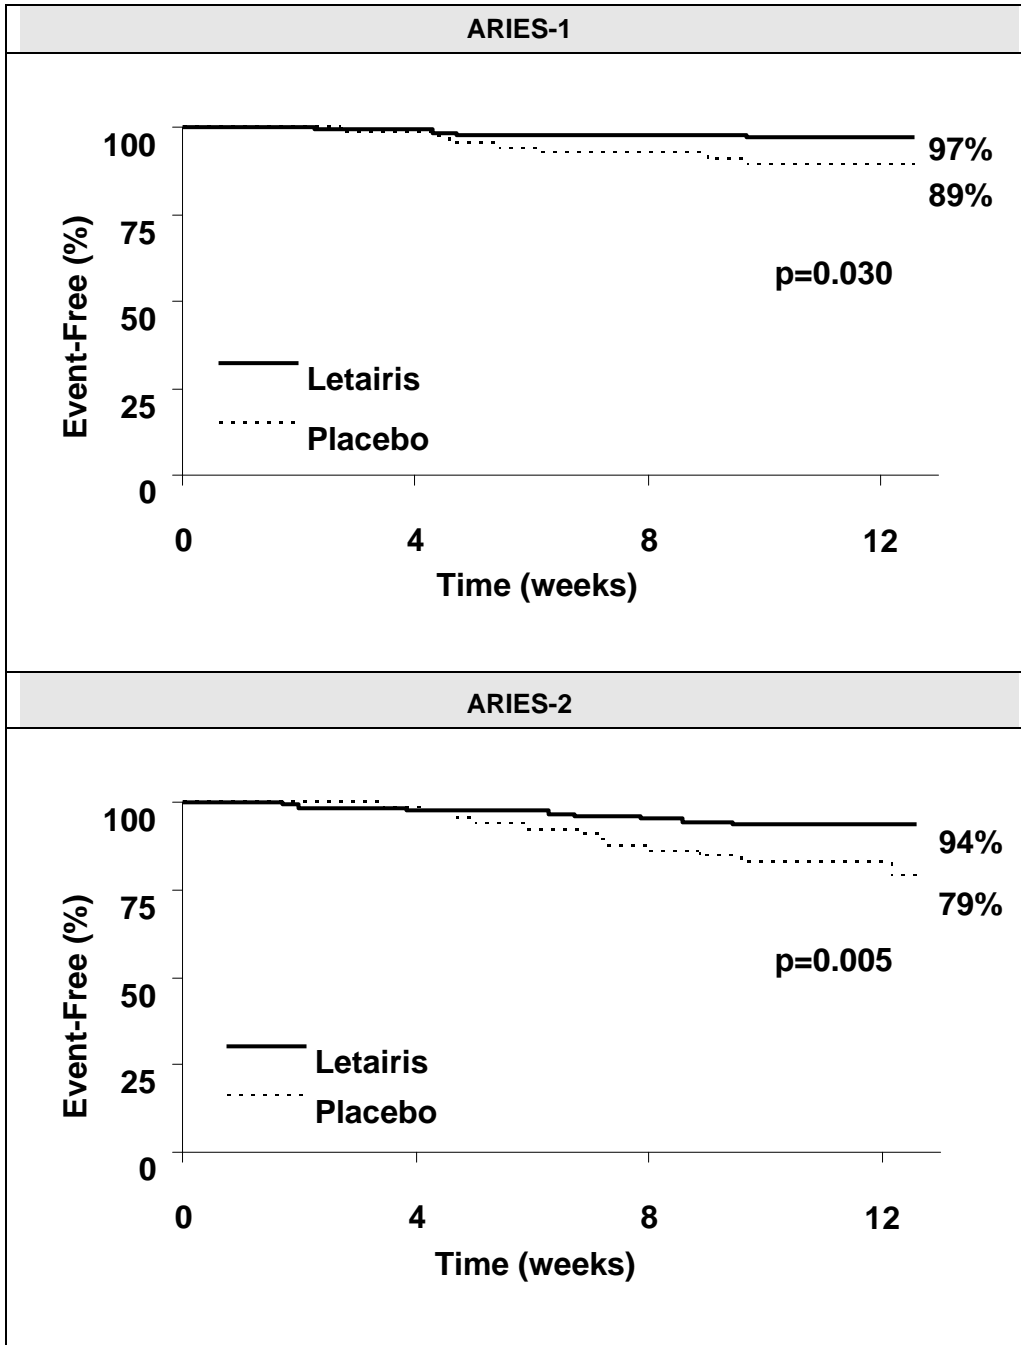 ARIES-1
100
75
50
25
0
Event-Free (%)
97%
89%
p=0.030
Letairis
Placebo
0 4 8 12
Time (weeks)
ARIES-2
100
75
50
25
0
Event-Free (%)
94%
79%
p=0.005
Letairis
Placebo
0 4 8 12
Time (weeks)